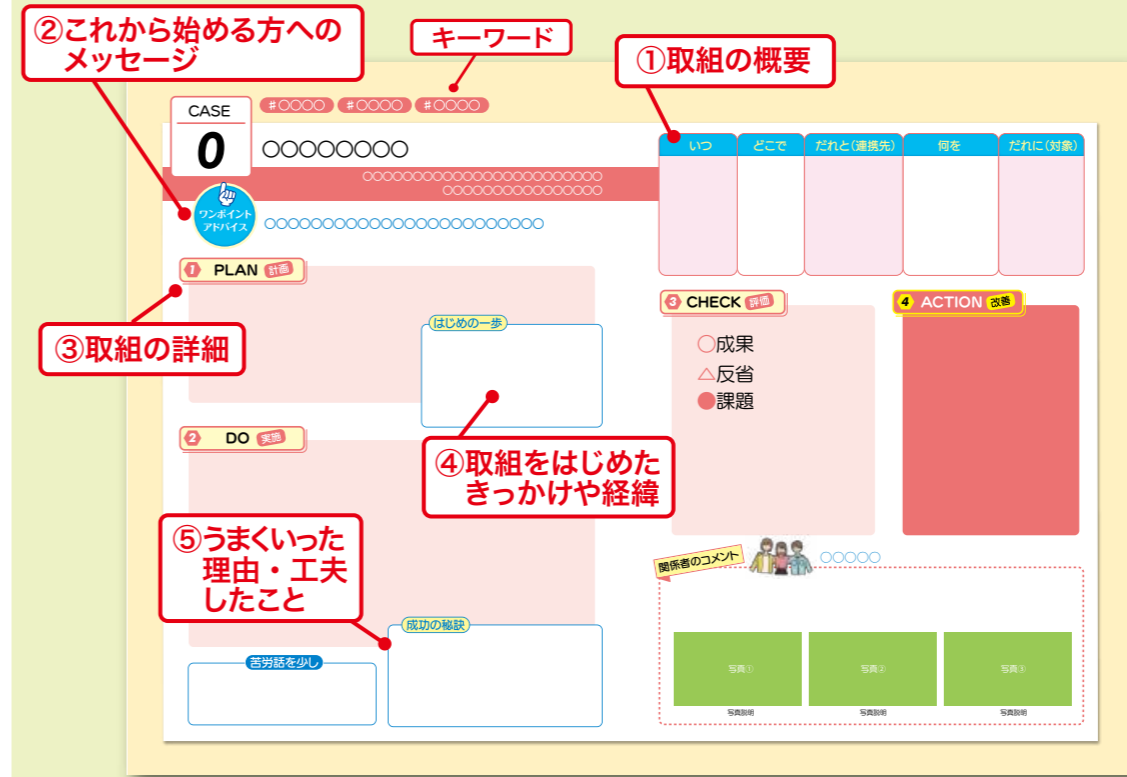 ②これから始める方への
メッセージ
キーワード
①取組の概要
CASE
0
#○○○○ #○○○○ #○○○○
○○○○○○○○
○○○○○○○○○○○○○○○○○○○○○○○○
○○○○○○○○○○○○○○○○
ワンポイント
アドバイス
○○○○○○○○○○○○○○○○○○○○○○○○
いつ どこで だれと(連携先) 何を だれに(対象)
1 PLAN 計画
③取組の詳細
はじめの一歩
④取組をはじめた
きっかけや経緯
2 DO 実施
⑤うまくいった
理由・工夫
したこと
成功の秘訣
苦労話を少し
3 CHECK 評価
○成果
△反省
●課題
4 ACTION 改善
関係者のコメント
○○○○○
写真① 写真② 写真③
写真説明 写真説明 写真説明